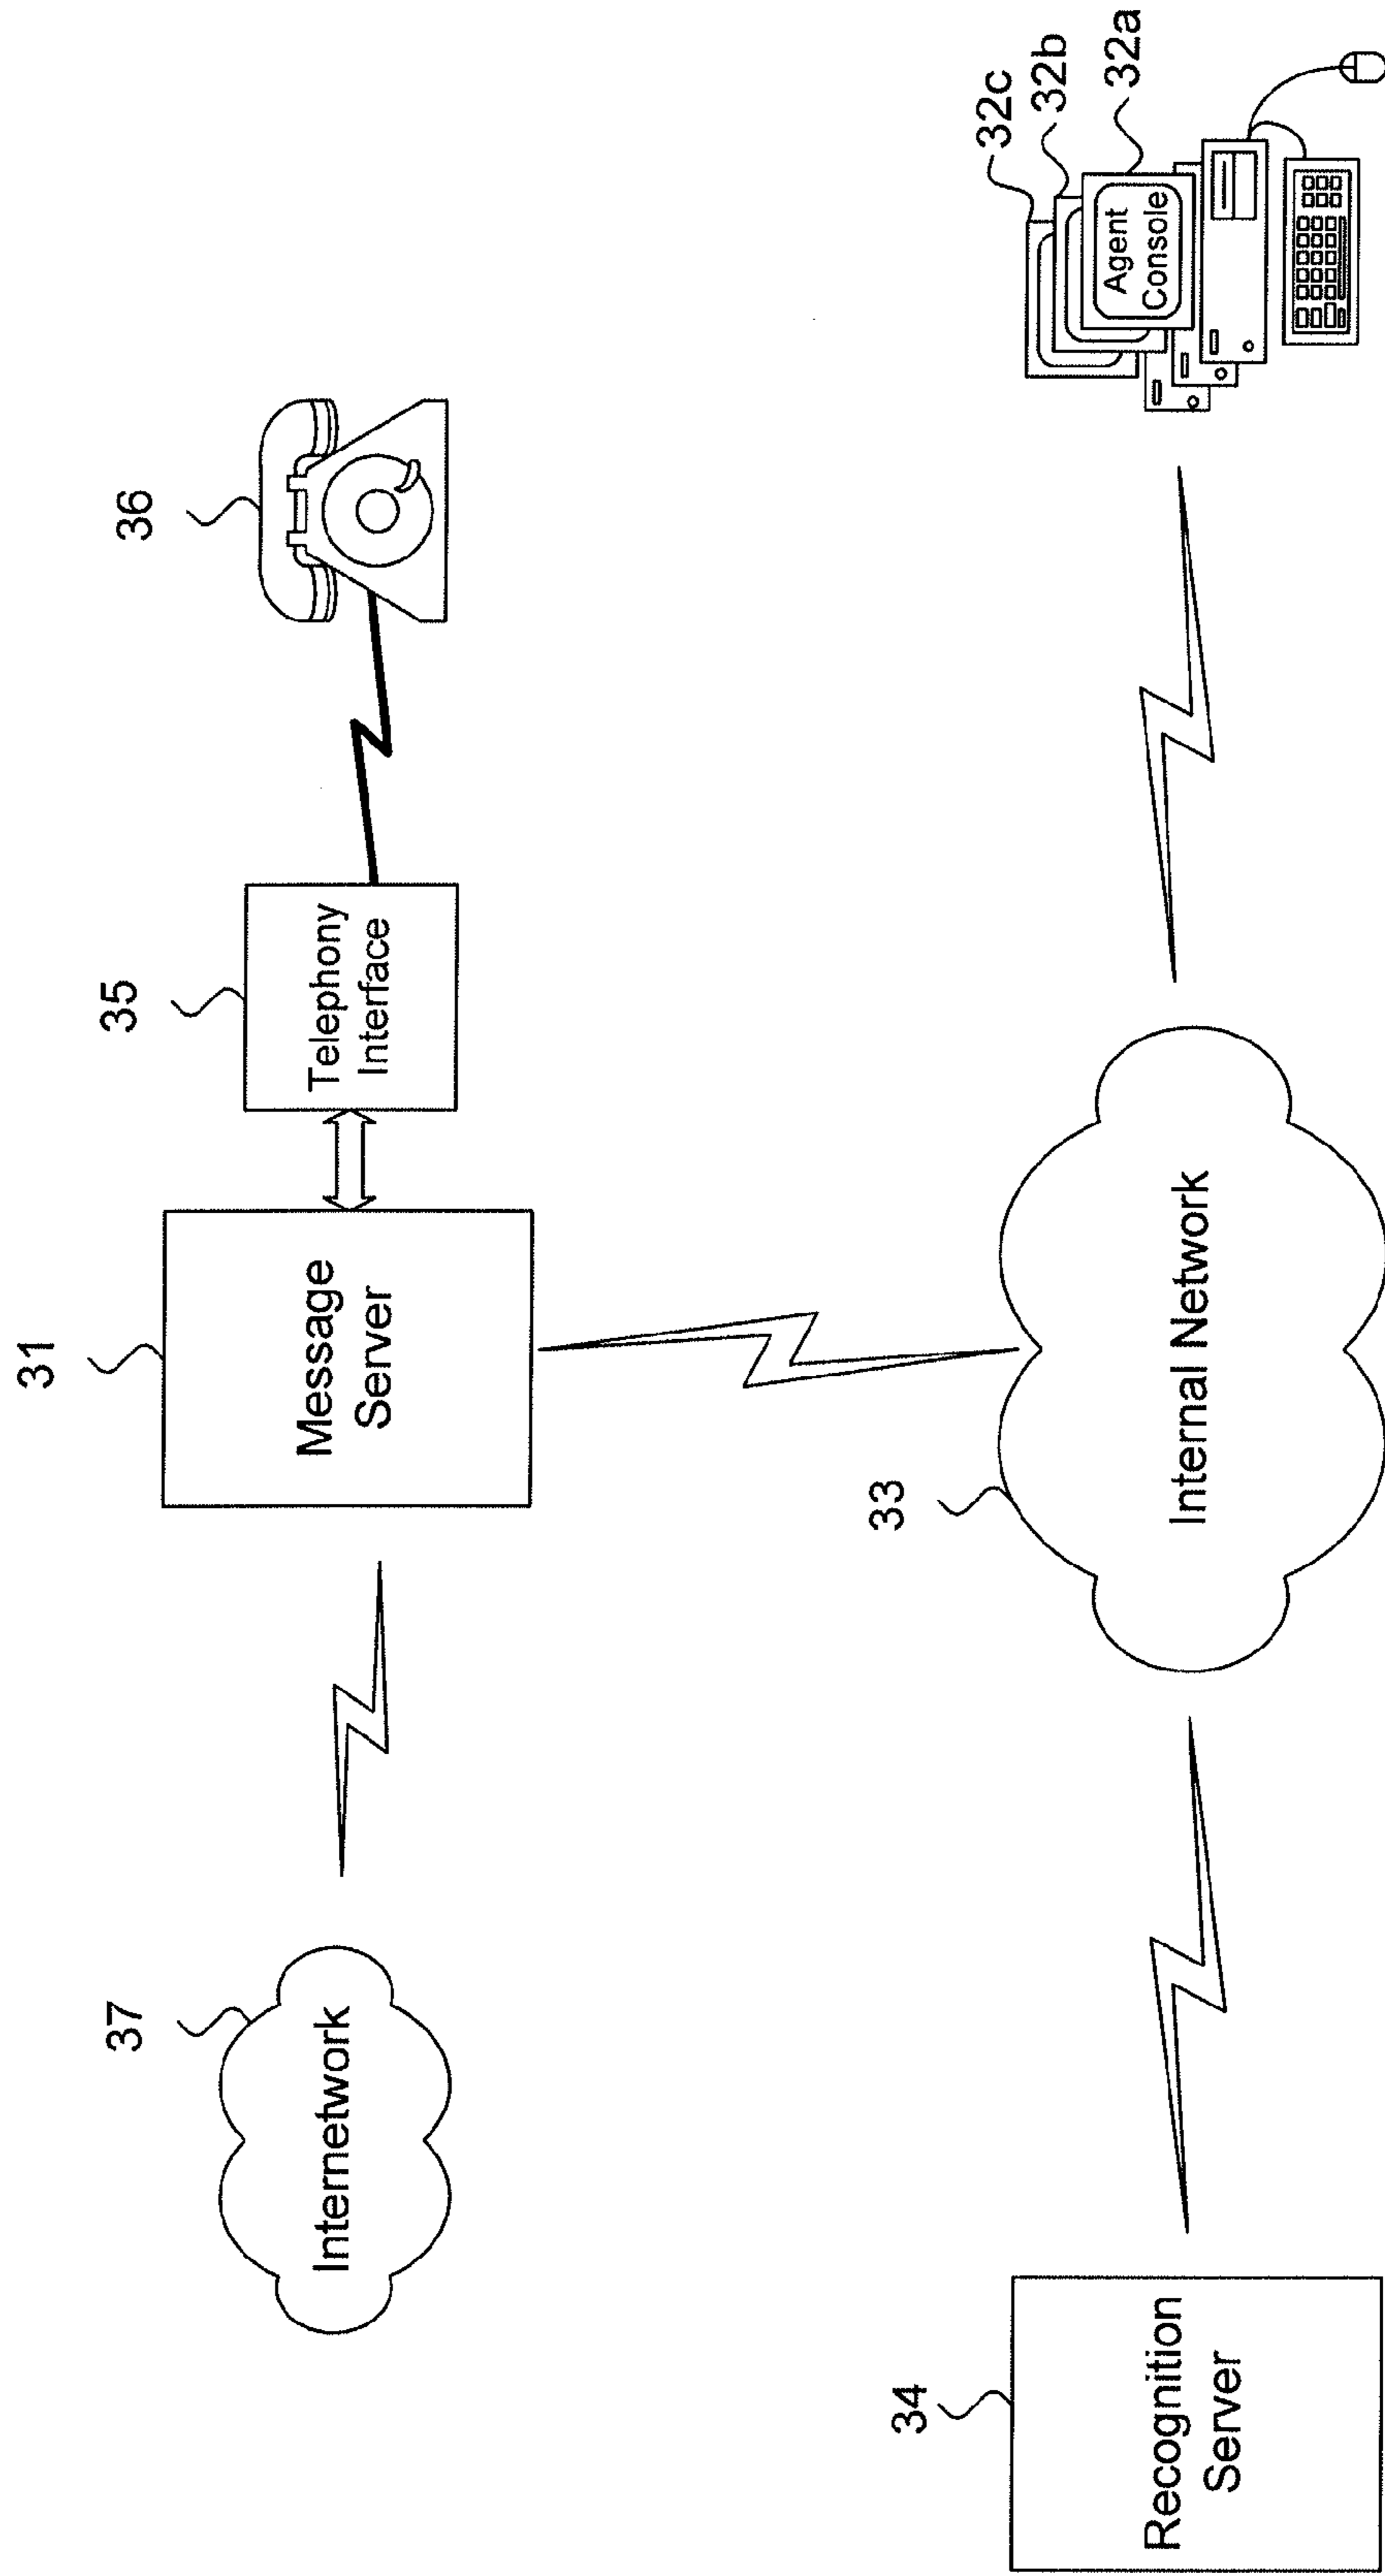 31
35
36
37
Message
Server
Telephony
Interface
Internetwork
33
34
32c
32b
32a
Agent
Console
Internal Network
Recognition
Server